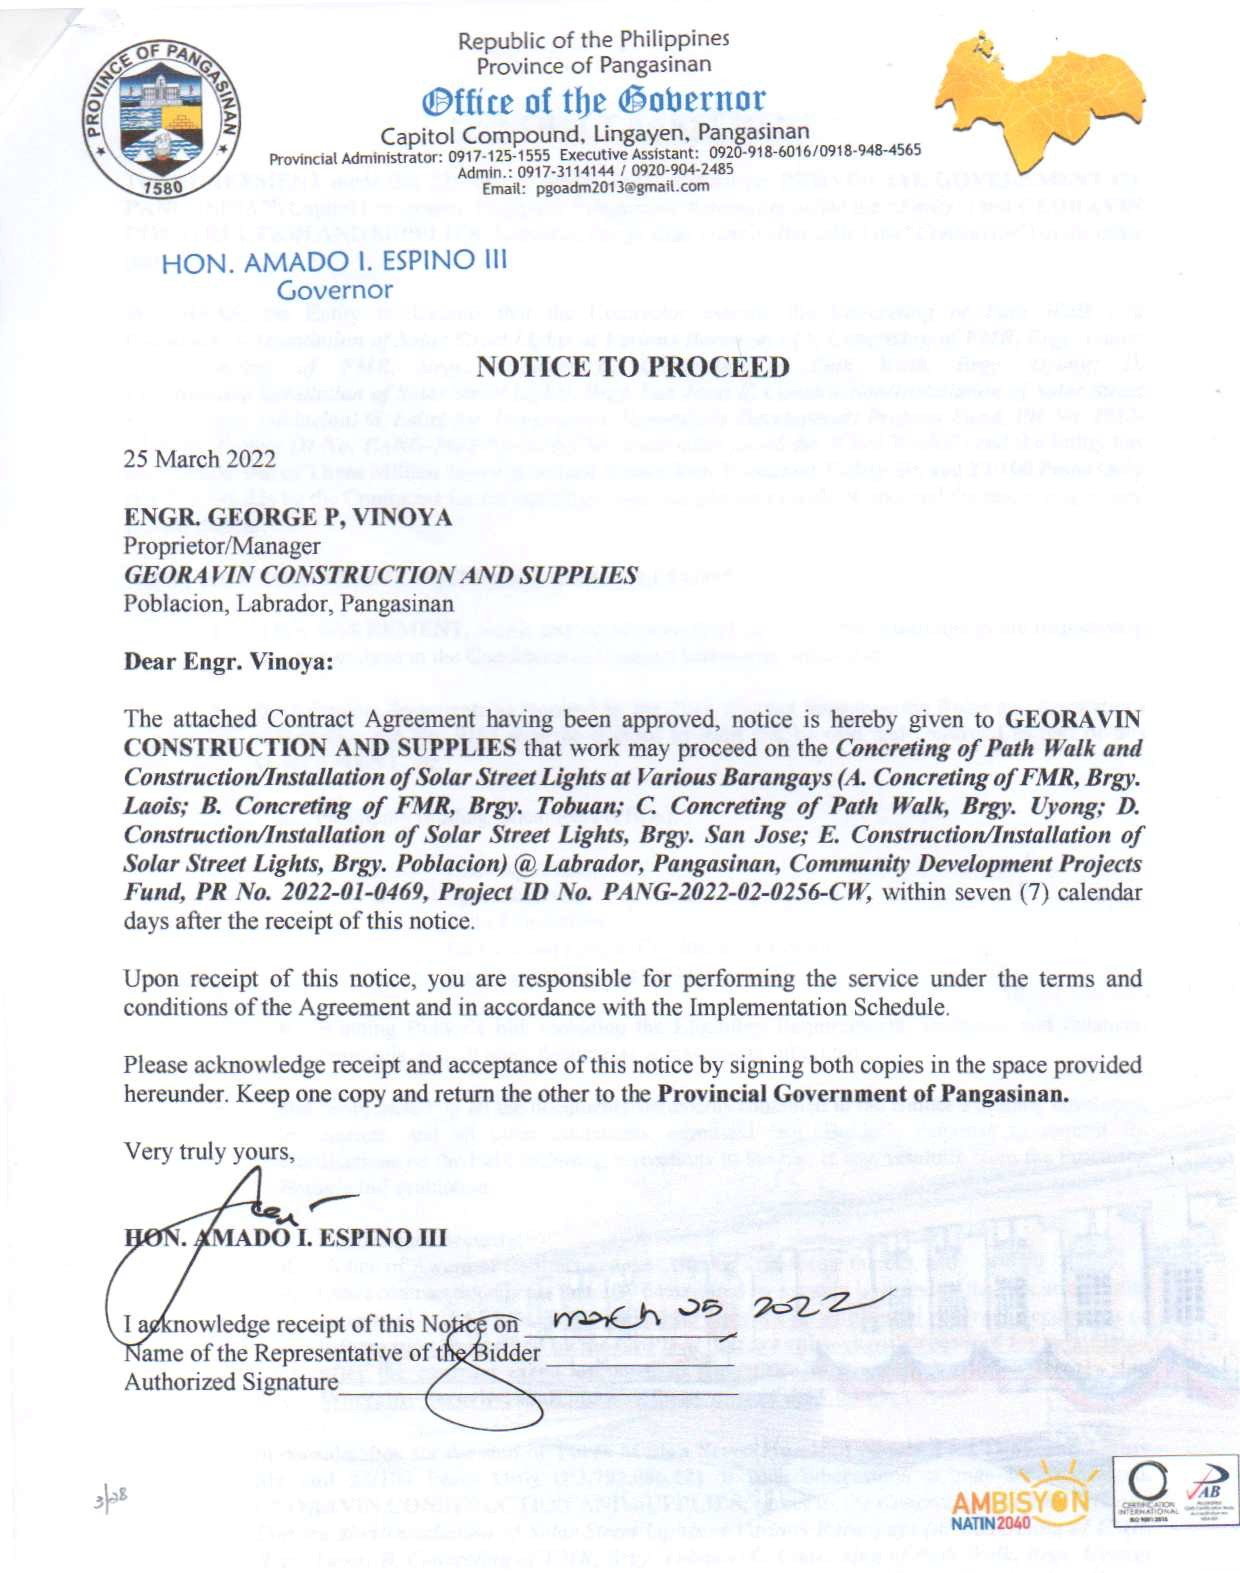 3/28
PROVINCE OF PANGASINAN
1580
Republic of the Philippines
Province of Pangasinan
Office of the Governor
Capitol Compound, Lingayen, Pangasinan
Provincial Administrator: 0917-125-1555 Executive Assistant: 0920-918-6016/0918-948-4565
Admin.: 0917-3114144 / 0920-904-2485
Email: pgoadm2013@gmail.com
HON. AMADO I. ESPINO III
Governor
NOTICE TO PROCEED
25 March 2022
ENGR. GEORGE P, VINOYA
Proprietor/Manager
GEORAVIN CONSTRUCTION AND SUPPLIES
Poblacion, Labrador, Pangasinan
Dear Engr. Vinoya:
The attached Contract Agreement having been approved, notice is hereby given to GEORAVIN
CONSTRUCTION AND SUPPLIES that work may proceed on the Concreting of Path Walk and
Construction/Installation of Solar Street Lights at Various Barangays (A. Concreting of FMR, Brgy.
Laois; B. Concreting of FMR, Brgy. Tobuan; C. Concreting of Path Walk, Brgy. Uyong; D.
Construction/Installation of Solar Street Lights, Brgy. San Jose; E. Construction/Installation of
Solar Street Lights, Brgy. Poblacion) @ Labrador, Pangasinan, Community Development Projects
Fund, PR No. 2022-01-0469, Project ID No. PANG-2022-02-0256-CW, within seven (7) calendar
days after the receipt of this notice.
Upon receipt of this notice, you are responsible for performing the service under the terms and
conditions of the Agreement and in accordance with the Implementation Schedule.
Please acknowledge receipt and acceptance of this notice by signing both copies in the space provided
hereunder. Keep one copy and return the other to the Provincial Government of Pangasinan.
Very truly yours,
HON. AMADO I. ESPINO III
I acknowledge receipt of this Notice on March 25 2022
Name of the Representative of the Bidder
Authorized Signature
AMBISYON
NATIN 2040
CERTIFICATION
INTERNATIONAL
ISO 9001:2015
AB